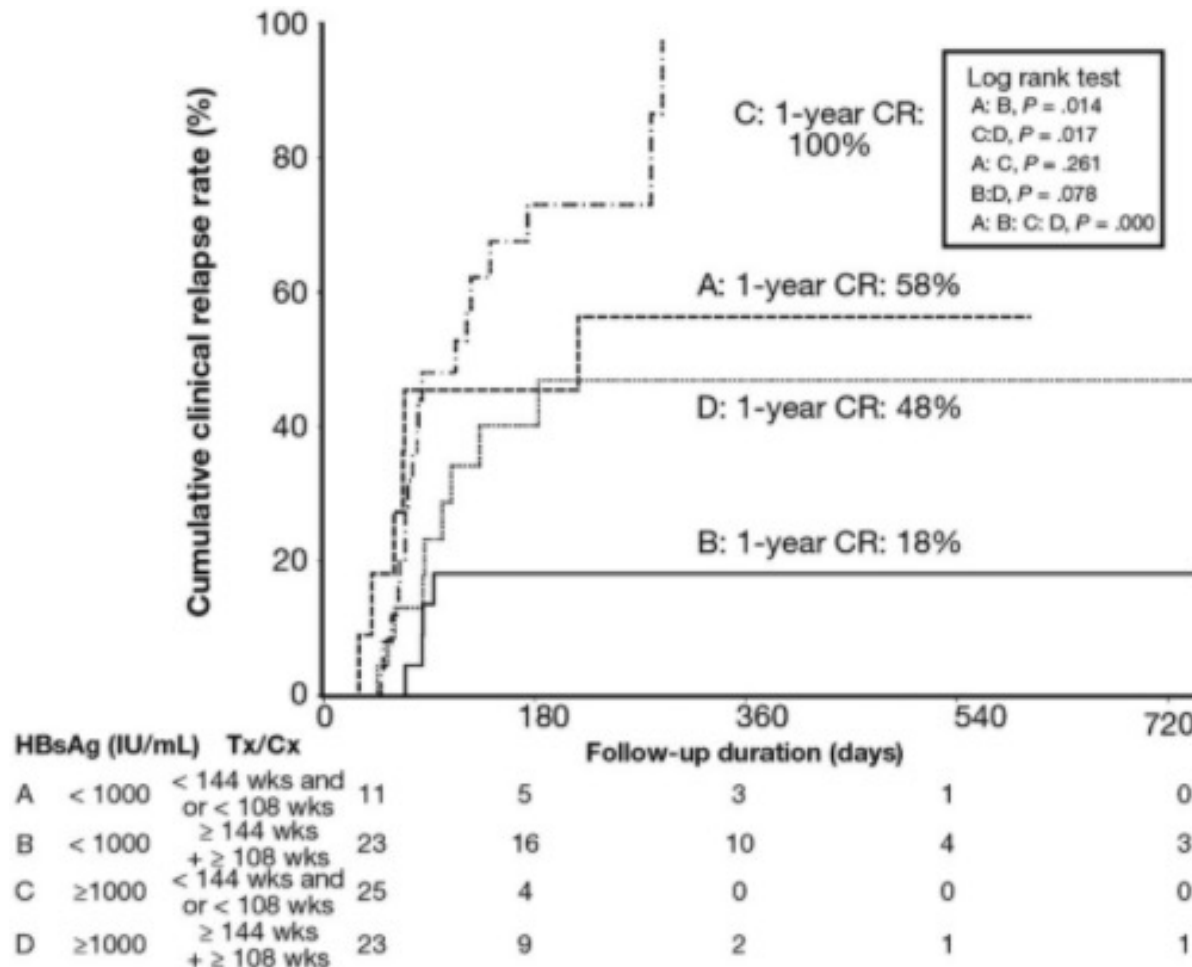 100
80
60
40
20
0
Cumulative clinical relapse rate (%)
Log rank test
A: B, P = .014
C:D, P = .017
A: C, P = .261
B:D, P = .078
A: B: C: D, P = .000
C: 1-year CR:
100%
A: 1-year CR: 58%
D: 1-year CR: 48%
B: 1-year CR: 18%
0 180 360 540 720
HBsAg (IU/mL) Tx/Cx Follow-up duration (days)
A < 1000 < 144 wks and or < 108 wks 11 5 3 1 0
B < 1000 ≥ 144 wks + ≥ 108 wks 23 16 10 4 3
C ≥1000 < 144 wks and or < 108 wks 25 4 0 0 0
D ≥1000 ≥ 144 wks + ≥ 108 wks 23 9 2 1 1